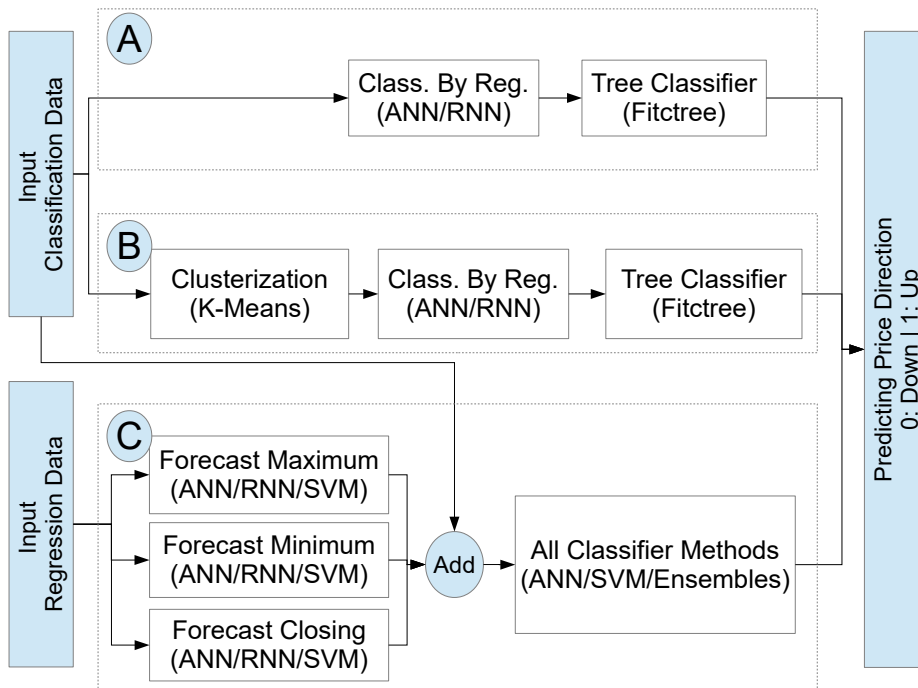 Input
Classification Data
A
Class. By Reg.
(ANN/RNN)
Tree Classifier
(Fitctree)
B
Clusterization
(K-Means)
Class. By Reg.
(ANN/RNN)
Tree Classifier
(Fitctree)
Input
Regression Data
C
Forecast Maximum
(ANN/RNN/SVM)
Forecast Minimum
(ANN/RNN/SVM)
Forecast Closing
(ANN/RNN/SVM)
Add
All Classifier Methods
(ANN/SVM/Ensembles)
Predicting Price Direction
0: Down | 1: Up